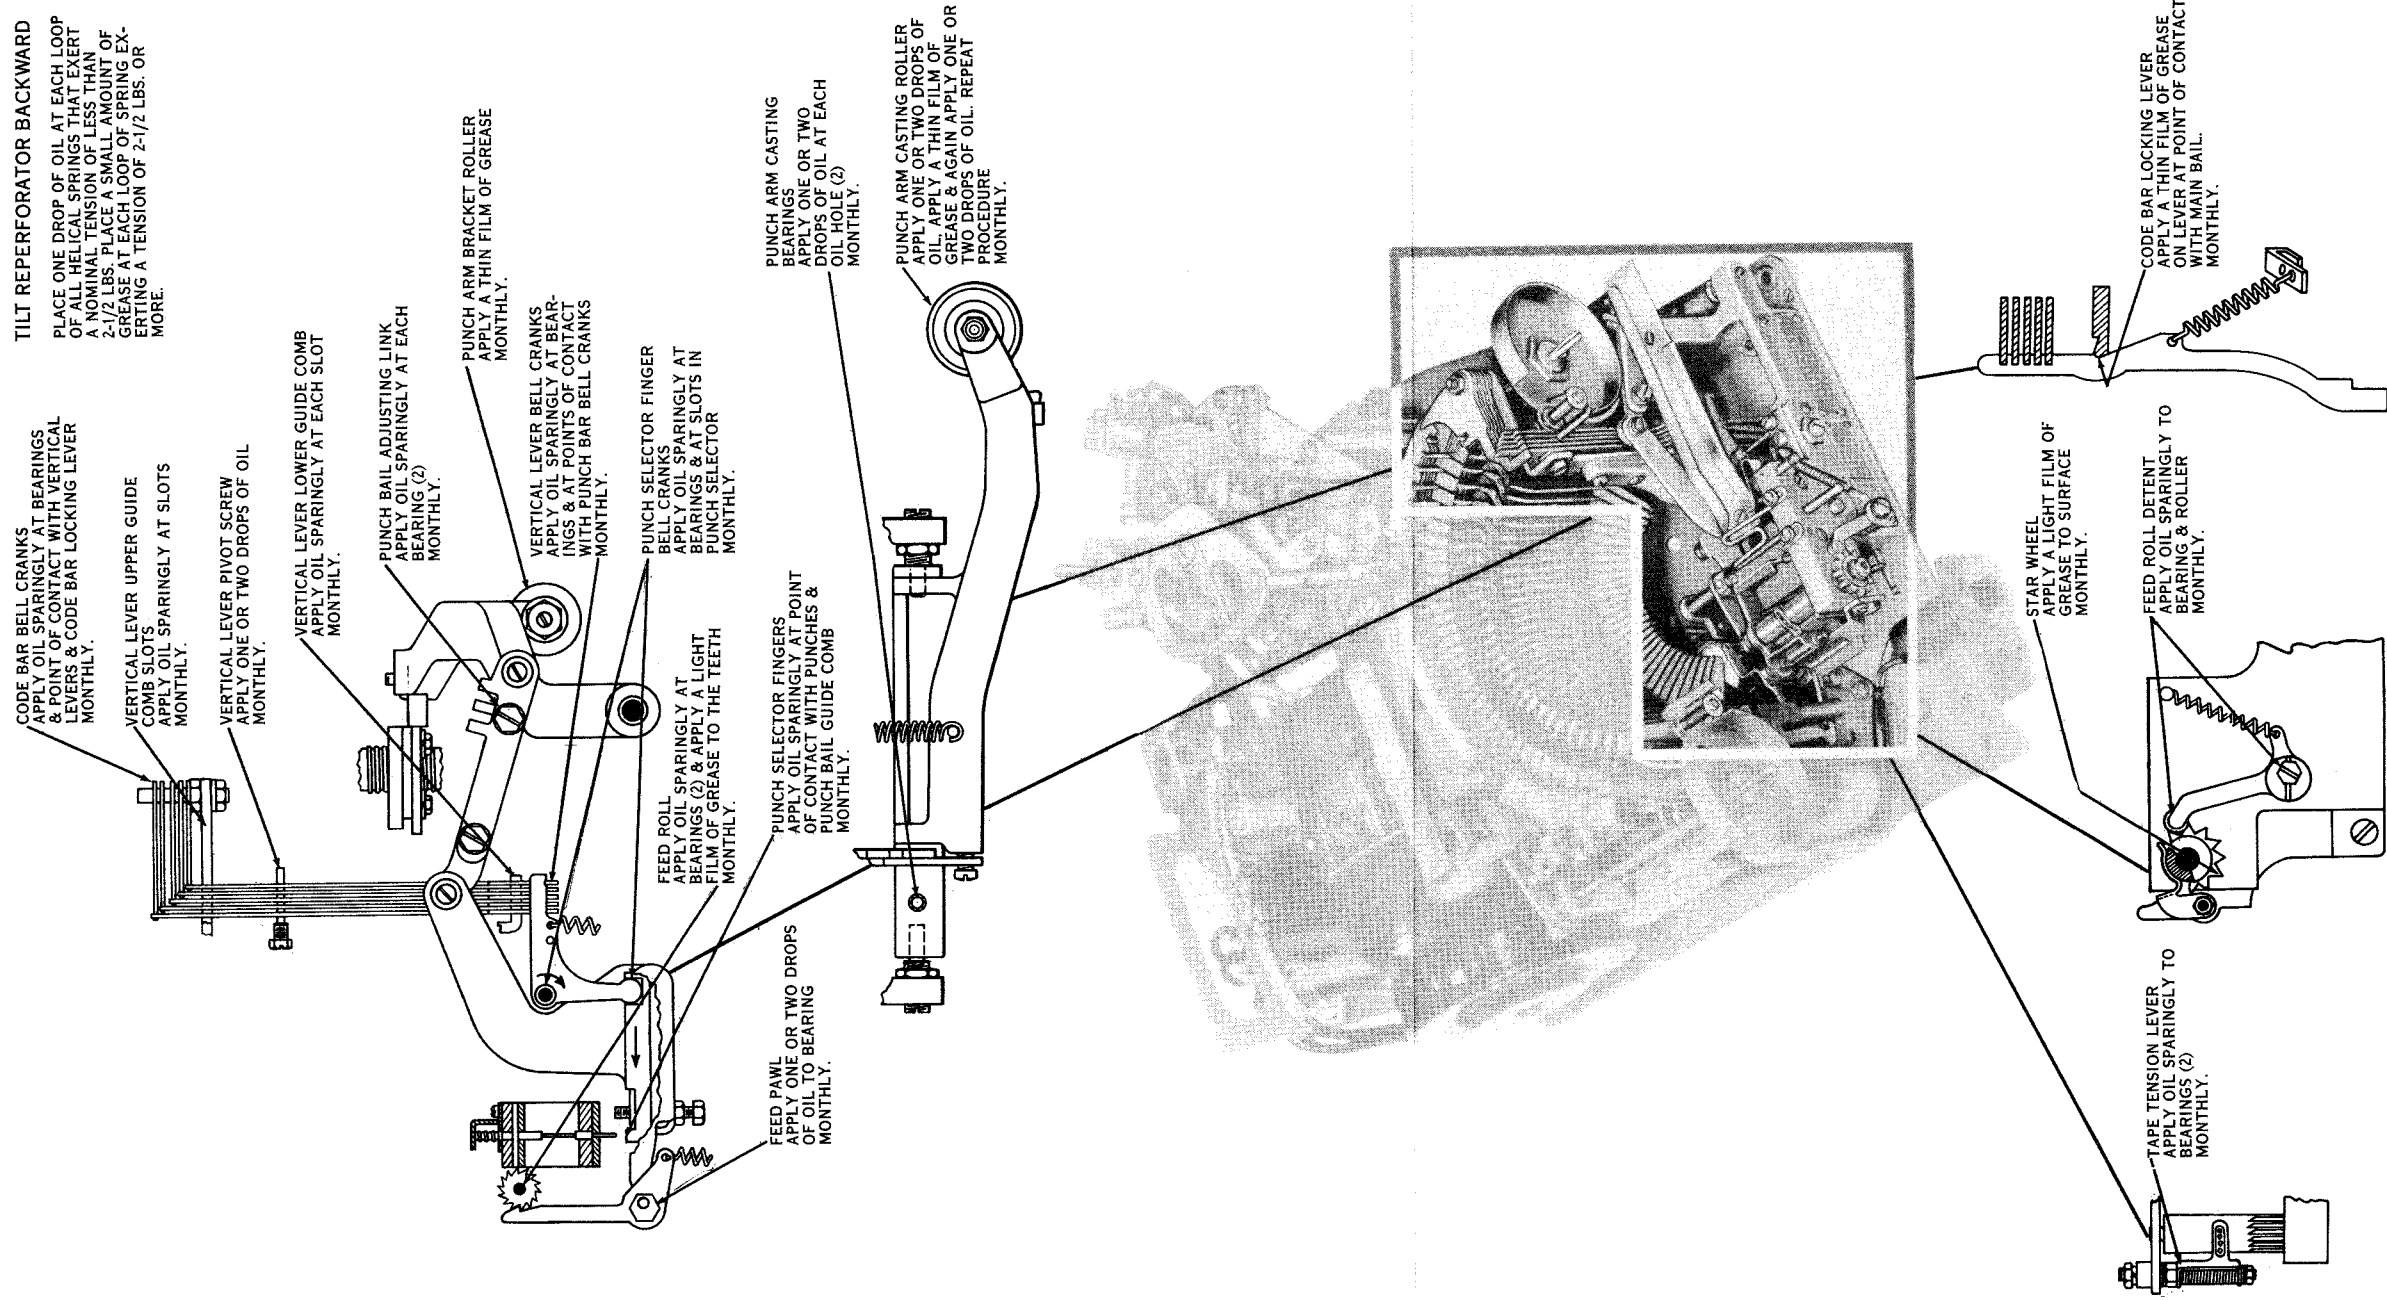 TILT REPERFORATOR BACKWARD
PLACE ONE DROP OF OIL AT EACH LOOP
OF ALL HELICAL SPRINGS THAT EXERT
A NOMINAL TENSION OF LESS THAN
2-1/2 LBS. PLACE A SMALL AMOUNT OF
GREASE AT EACH LOOP OF SPRING EX-
ERTING A TENSION OF 2-1/2 LBS. OR
MORE.
CODE BAR BELL CRANKS
APPLY OIL SPARINGLY AT BEARINGS
& POINT OF CONTACT WITH VERTICAL
LEVERS & CODE BAR LOCKING LEVER
MONTHLY.
VERTICAL LEVER UPPER GUIDE
COMB SLOTS
APPLY OIL SPARINGLY AT SLOTS
MONTHLY.
VERTICAL LEVER PIVOT SCREW
APPLY ONE OR TWO DROPS OF OIL
MONTHLY.
VERTICAL LEVER LOWER GUIDE COMB
APPLY OIL SPARINGLY AT EACH SLOT
MONTHLY.
PUNCH BAIL ADJUSTING LINK
APPLY OIL SPARINGLY AT EACH
BEARING (2)
MONTHLY.
PUNCH ARM BRACKET ROLLER
APPLY A THIN FILM OF GREASE
MONTHLY.
VERTICAL LEVER BELL CRANKS
APPLY OIL SPARINGLY AT BEAR-
INGS & AT POINTS OF CONTACT
WITH PUNCH BAR BELL CRANKS
MONTHLY.
PUNCH SELECTOR FINGER
BELL CRANKS
APPLY OIL SPARINGLY AT
BEARINGS & AT SLOTS IN
PUNCH SELECTOR
MONTHLY.
FEED ROLL
APPLY OIL SPARINGLY AT
BEARINGS (2) & APPLY A LIGHT
FILM OF GREASE TO THE TEETH
MONTHLY.
PUNCH SELECTOR FINGERS
APPLY OIL SPARINGLY AT POINT
OF CONTACT WITH PUNCHES &
PUNCH BAIL GUIDE COMB
MONTHLY.
FEED PAWL
APPLY ONE OR TWO DROPS
OF OIL TO BEARING
MONTHLY.
PUNCH ARM CASTING
BEARINGS
APPLY ONE OR TWO
DROPS OF OIL AT EACH
OIL HOLE (2)
MONTHLY.
PUNCH ARM CASTING ROLLER
APPLY ONE OR TWO DROPS OF
OIL, APPLY A THIN FILM OF
GREASE & AGAIN APPLY ONE OR
TWO DROPS OF OIL. REPEAT
PROCEDURE
MONTHLY.
CODE BAR LOCKING LEVER
APPLY A THIN FILM OF GREASE
ON LEVER AT POINT OF CONTACT
WITH MAIN BAIL.
MONTHLY.
STAR WHEEL
APPLY A LIGHT FILM OF
GREASE TO SURFACE
MONTHLY.
FEED ROLL DETENT
APPLY OIL SPARINGLY TO
BEARING & ROLLER
MONTHLY.
TAPE TENSION LEVER
APPLY OIL SPARINGLY TO
BEARINGS (2)
MONTHLY.